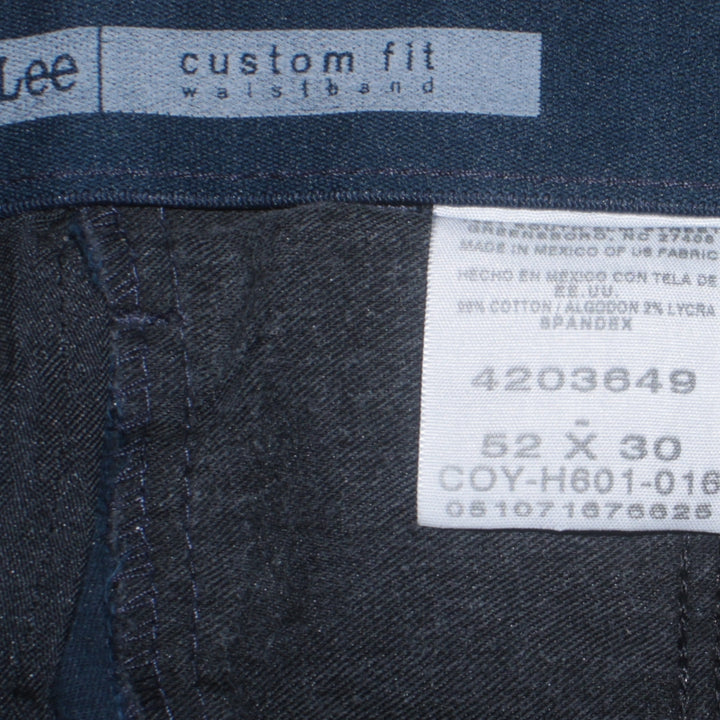 Lee
custom fit
waistband
GREENSBORO, NC 27408
MADE IN MEXICO OF US FABRIC
HECHO EN MEXICO CON TELA DE
EE.UU.
98% COTTON / ALGODON 2% LYCRA
SPANDEX
4203649
52 X 30
COY-H601-016
051071676625